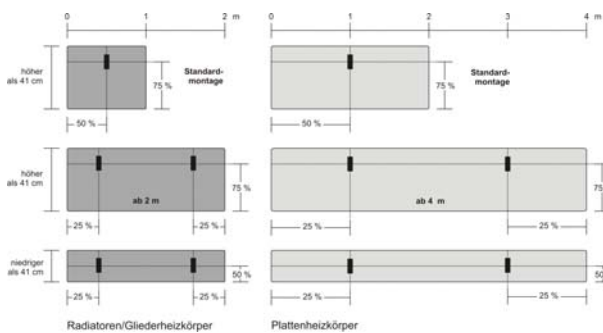 0 1 2 m
0 1 2 3 4 m
höher
als 41 cm
Standard-
montage
75 %
50 %
Standard-
montage
75 %
50 %
höher
als 41 cm
ab 2 m
75 %
25 %
25 %
ab 4 m
75
25 %
25 %
niedriger
als 41 cm
50 %
25 %
25 %
50
25 %
25 %
Radiatoren/Gliederheizkörper
Plattenheizkörper